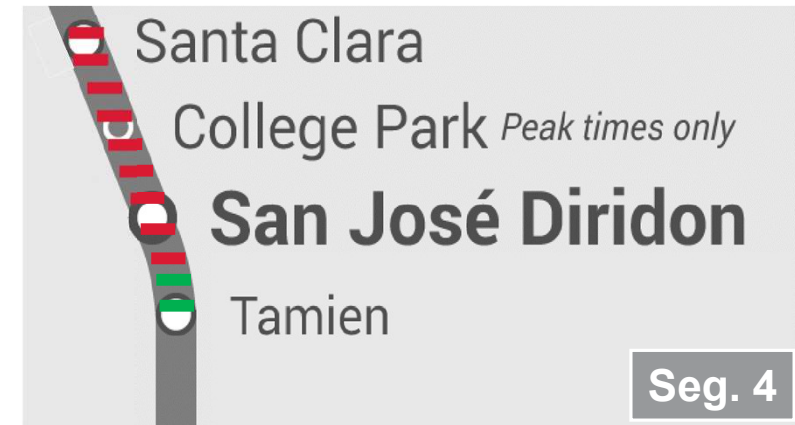 Santa Clara
College Park Peak times only
San José Diridon
Tamien
Seg. 4